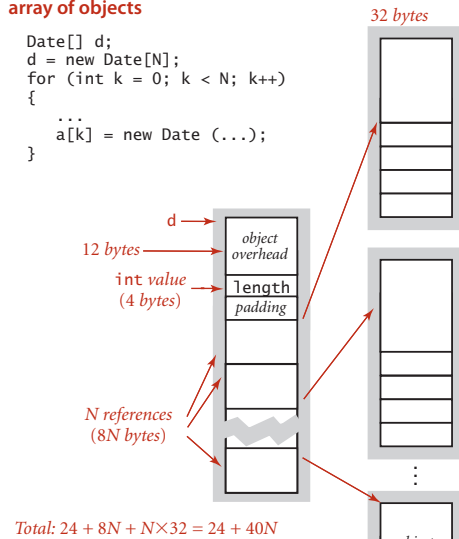 array of objects
Date[] d;
d = new Date[N];
for (int k = 0; k < N; k++)
{
...
a[k] = new Date (...);
}
32 bytes
d
12 bytes
object
overhead
int value
(4 bytes)
length
padding
N references
(8N bytes)
Total: 24 + 8N + N×32 = 24 + 40N